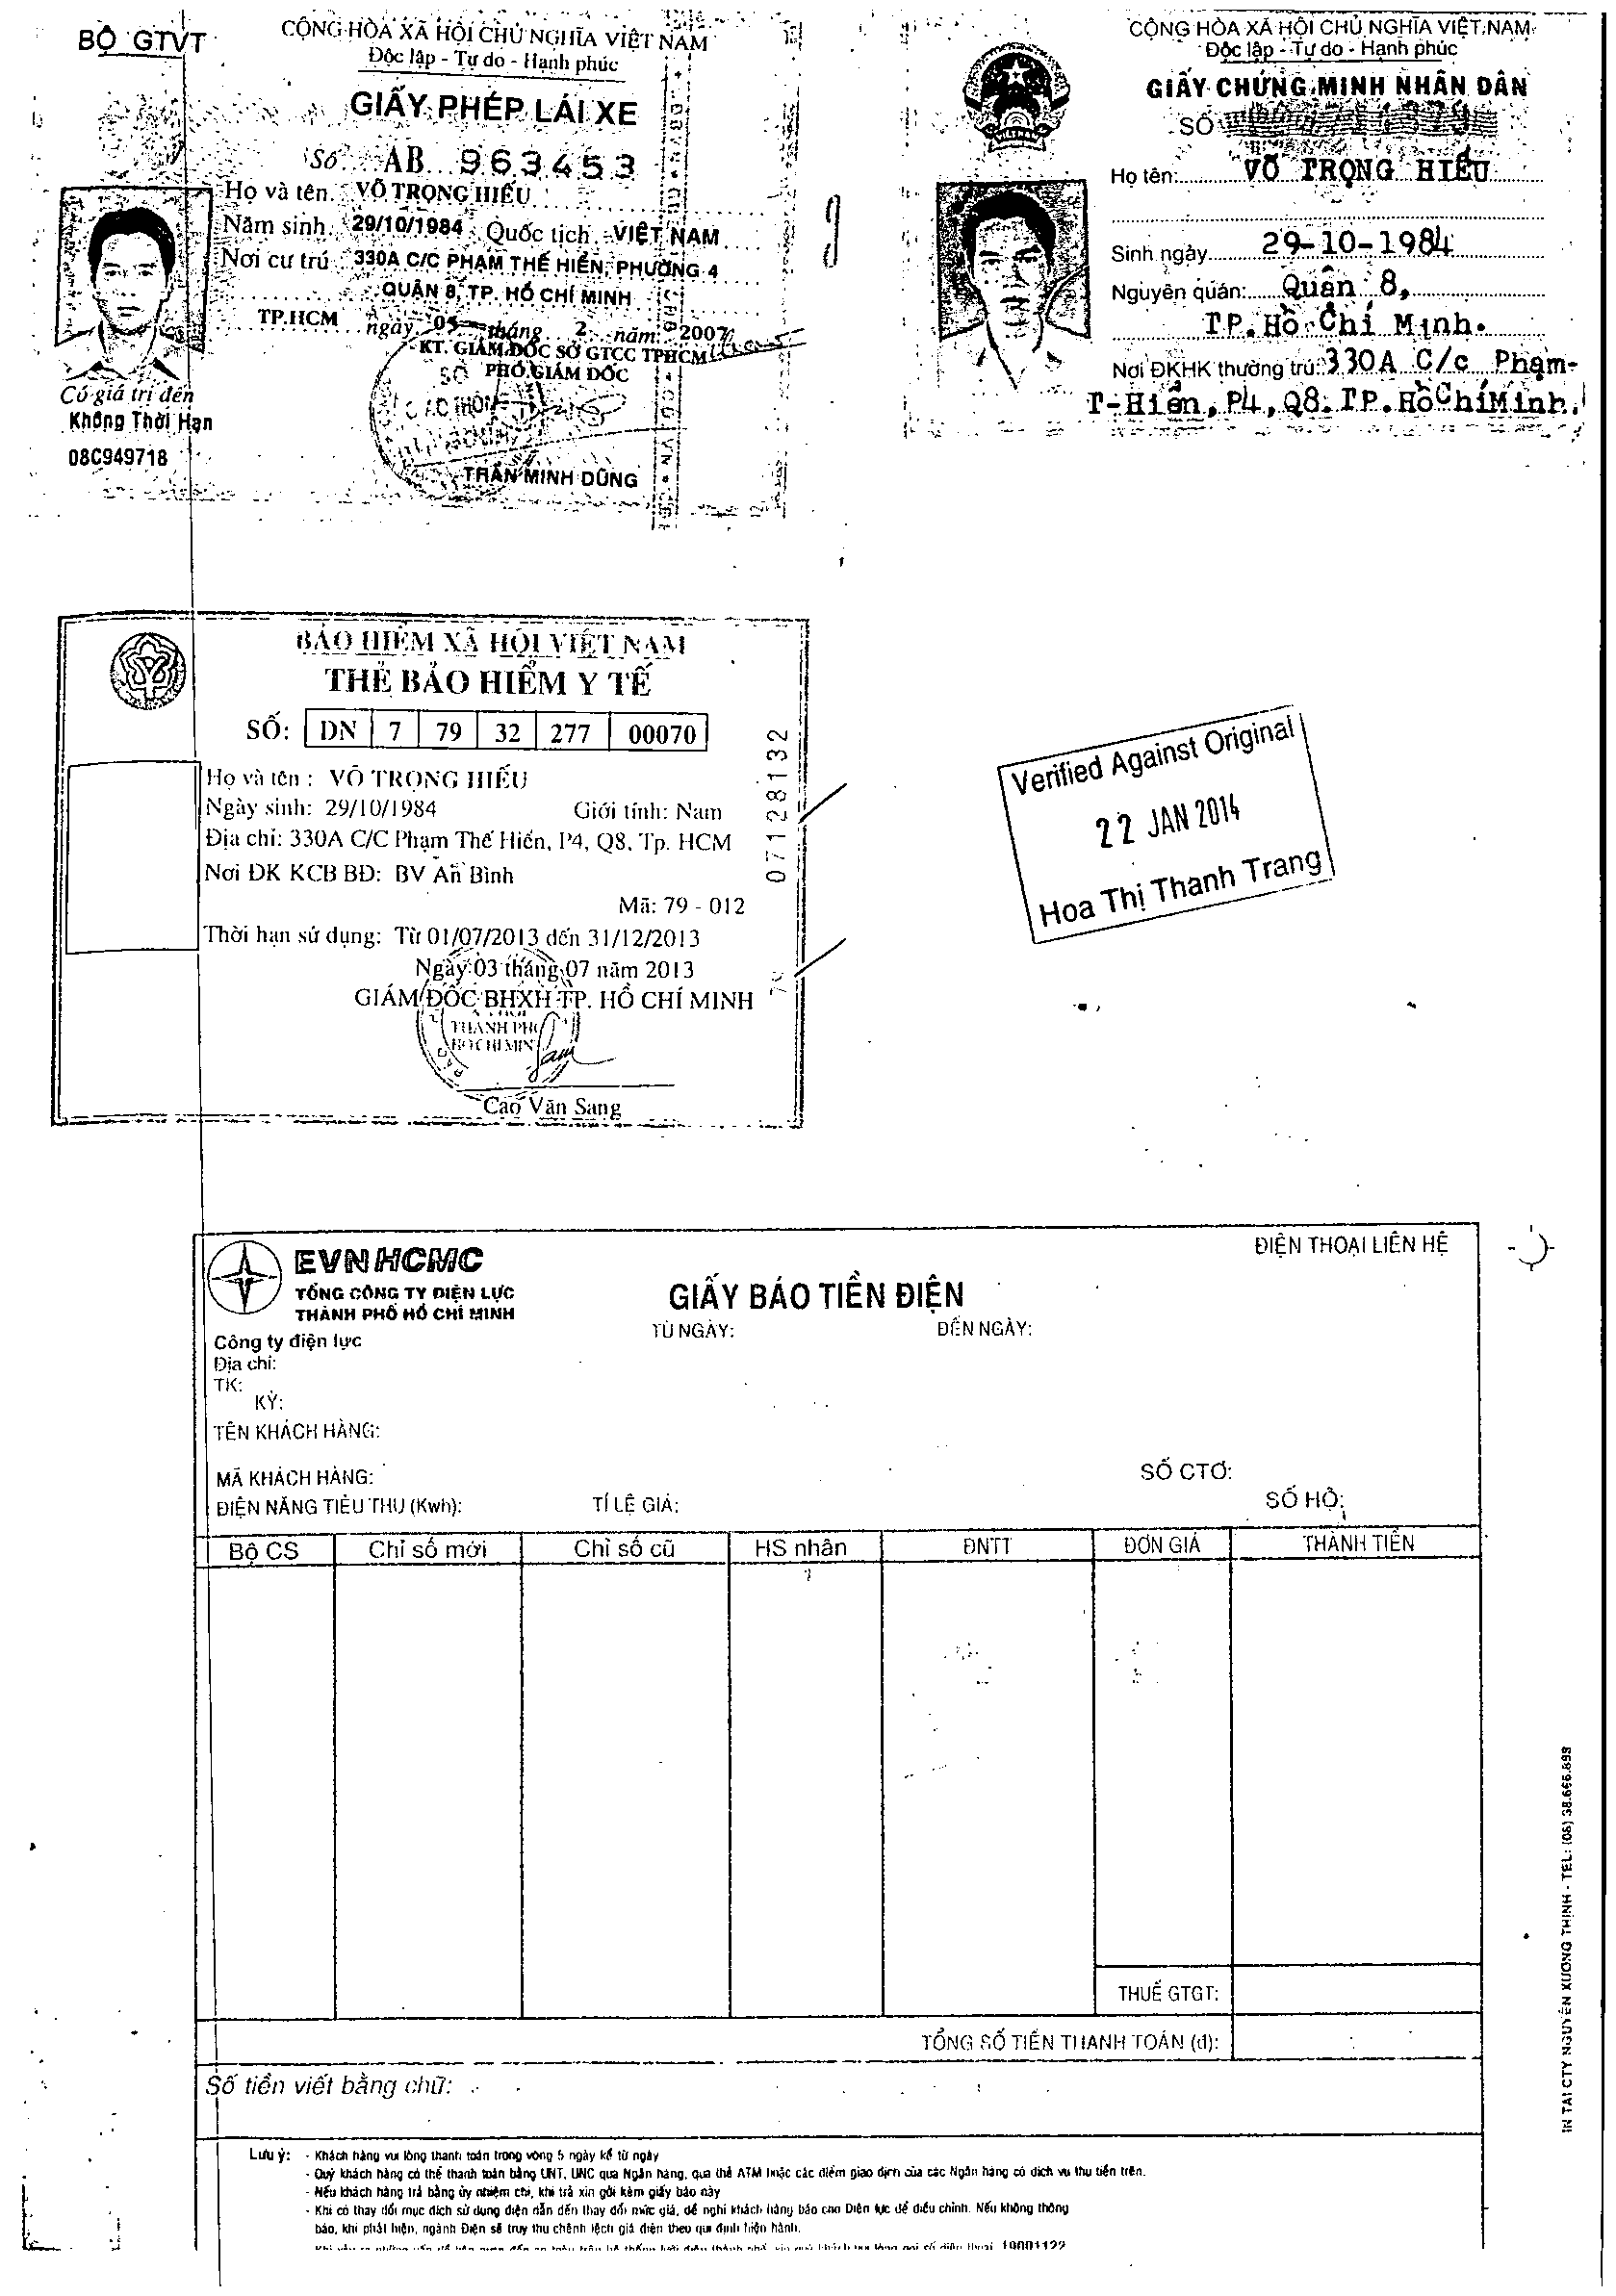 BỘ GTVT
CỘNG HÒA XÃ HỘI CHỦ NGHĨA VIỆT NAM
Độc lập - Tự do - Hạnh phúc
GIẤY PHÉP LÁI XE
Số AB 963453
Họ và tên VÕ TRỌNG HIẾU
Năm sinh 29/10/1984 Quốc tịch VIỆT NAM
Nơi cư trú 330A C/C PHẠM THẾ HIỂN, PHƯỜNG 4
QUẬN 8, TP. HỒ CHÍ MINH
TP.HCM ngày 05 tháng 2 năm 2007
KT. GIÁM ĐỐC SỞ GTCC TPHCM
PHÓ GIÁM ĐỐC
TRẦN MINH DŨNG
Có giá trị đến
Không Thời Hạn
08C949718
CỘNG HÒA XÃ HỘI CHỦ NGHĨA VIỆT NAM
Độc lập - Tự do - Hạnh phúc
GIẤY CHỨNG MINH NHÂN DÂN
SỐ
Họ tên: VÕ TRỌNG HIẾU
Sinh ngày 29-10-1984
Nguyên quán: Quận 8,
TP.Hồ Chí Minh.
Nơi ĐKHK thường trú: 330A C/c Phạm-
T-Hiển, P4, Q8. TP.HồChíMinh.
BẢO HIỂM XÃ HỘI VIỆT NAM
THẺ BẢO HIỂM Y TẾ
SỐ: DN 7 79 32 277 00070
Họ và tên : VÕ TRỌNG HIẾU
Ngày sinh: 29/10/1984 Giới tính: Nam
Địa chỉ: 330A C/C Phạm Thế Hiển, P4, Q8, Tp. HCM
Nơi ĐK KCB BĐ: BV An Bình
Mã: 79 - 012
Thời hạn sử dụng: Từ 01/07/2013 đến 31/12/2013
Ngày 03 tháng 07 năm 2013
GIÁM ĐỐC BHXH TP. HỒ CHÍ MINH
THÀNH PHỐ
HỒ CHÍ MINH
Cao Văn Sang
07128132
Verified Against Original
22 JAN 2014
Hoa Thị Thanh Trang
EVNHCMC
TỔNG CÔNG TY ĐIỆN LỰC
THÀNH PHỐ HỒ CHÍ MINH
ĐIỆN THOẠI LIÊN HỆ
GIẤY BÁO TIỀN ĐIỆN
TỪ NGÀY: ĐẾN NGÀY:
Công ty điện lực
Địa chỉ:
TK:
KỲ:
TÊN KHÁCH HÀNG:
MÃ KHÁCH HÀNG: SỐ CTƠ:
ĐIỆN NĂNG TIÊU THỤ (Kwh): TỈ LỆ GIÁ: SỐ HỘ:
Bộ CS Chỉ số mới Chỉ số cũ HS nhân ĐNTT ĐƠN GIÁ THÀNH TIỀN
THUẾ GTGT:
TỔNG SỐ TIỀN THANH TOÁN (đ):
Số tiền viết bằng chữ:
Lưu ý: - Khách hàng vui lòng thanh toán trong vòng 5 ngày kể từ ngày
- Quý khách hàng có thể thanh toán bằng UNT, UNC qua Ngân hàng, qua thẻ ATM hoặc các điểm giao dịch của các Ngân hàng có dịch vụ thu tiền trên.
- Nếu khách hàng trả bằng ủy nhiệm chi, khi trả xin gởi kèm giấy báo này
- Khi có thay đổi mục đích sử dụng điện dẫn đến thay đổi mức giá, đề nghị khách hàng báo cho Điện lực để điều chỉnh. Nếu không thông
báo, khi phát hiện, ngành Điện sẽ truy thu chênh lệch giá điện theo qui định hiện hành.
IN TẠI CTY NGUYỄN XƯƠNG THỊNH - TEL: (08) 38.666.893